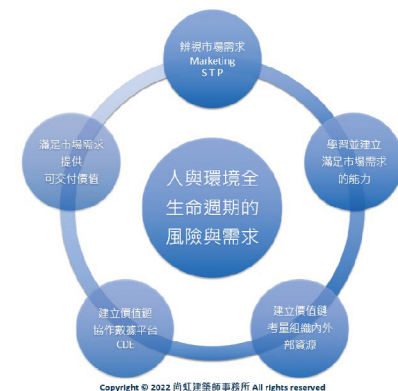 辨視市場需求
Marketing
S T P
學習並建立
滿足市場需求
的能力
建立價值鏈
考量組織內外
部資源
建立價值鏈
協作數據平台
CDE
滿足市場需求
提供
可交付價值
人與環境全
生命週期的
風險與需求
Copyright © 2022 尚虹建築師事務所 All rights reserved